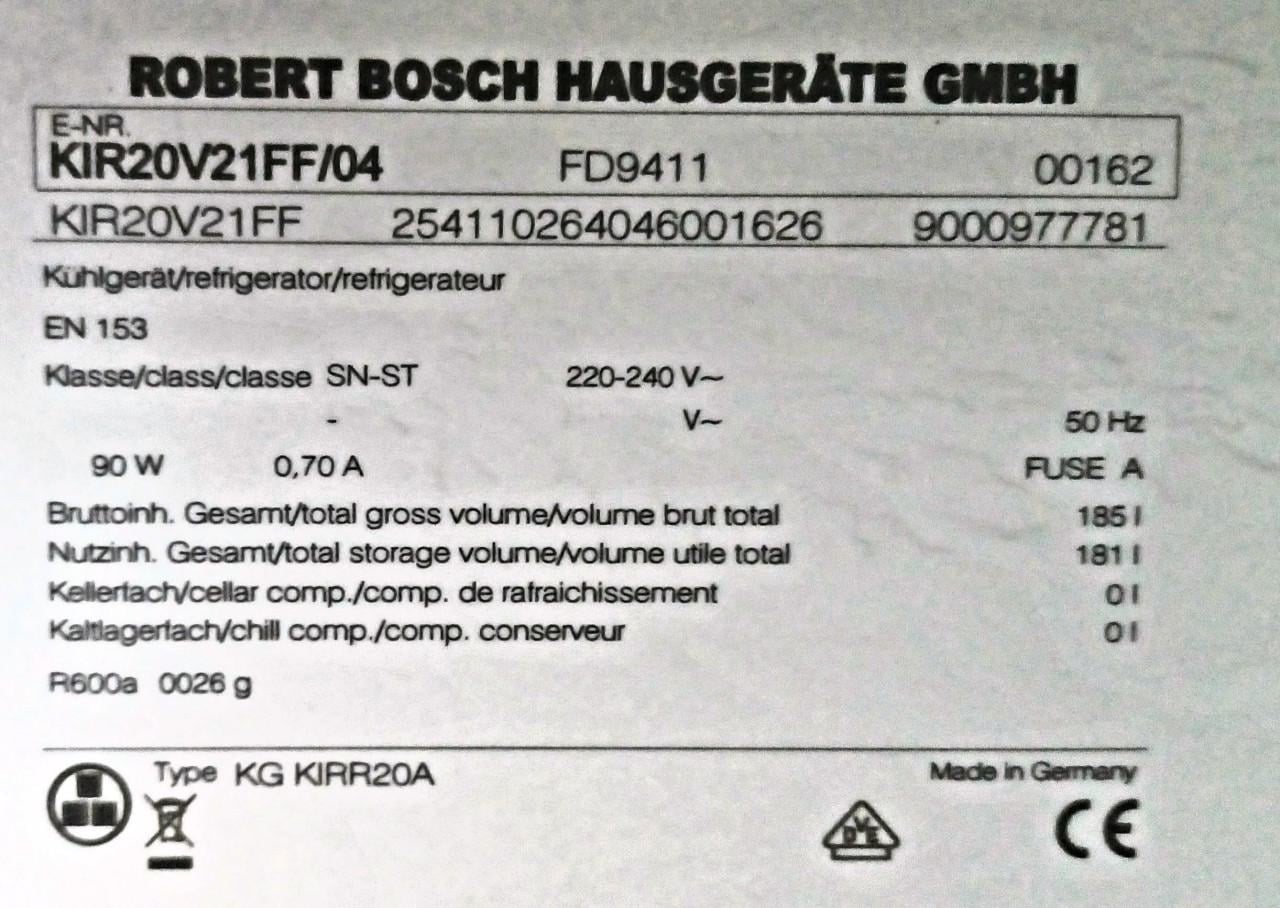 ROBERT BOSCH HAUSGERÄTE GMBH
E-NR.
KIR20V21FF/04 FD9411 00162
KIR20V21FF 254110264046001626 9000977781
Kühlgerät/refrigerator/refrigerateur
EN 153
Klasse/class/classe SN-ST 220-240 V~
- V~ 50 Hz
90 W 0,70 A FUSE A
Bruttoinh. Gesamt/total gross volume/volume brut total 185 l
Nutzinh. Gesamt/total storage volume/volume utile total 181 l
Kellerfach/cellar comp./comp. de rafraichissement 0 l
Kaltlagerfach/chill comp./comp. conserveur 0 l
R600a 0026 g
Type KG KIRR20A Made in Germany
DVE CE